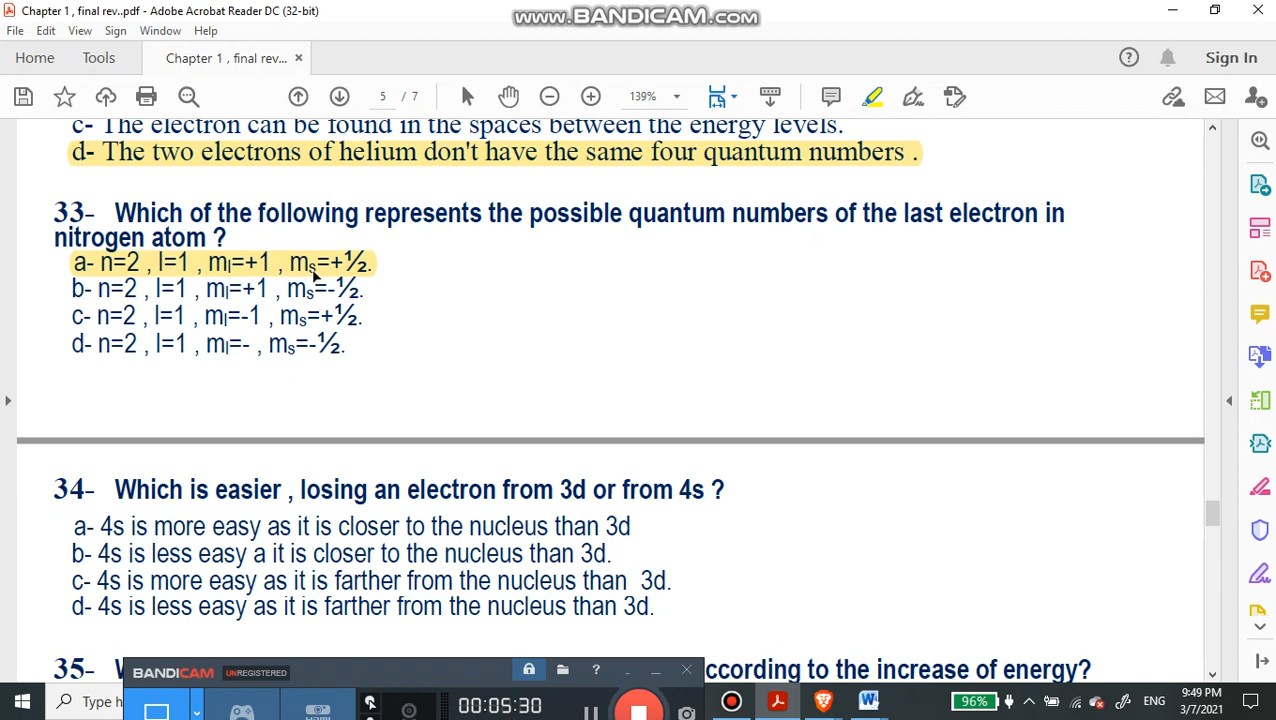 Chapter 1 , final rev..pdf - Adobe Acrobat Reader DC (32-bit)
www.BANDICAM.com
File Edit View Sign Window Help
Home Tools Chapter 1 , final rev... × Sign In
5 / 7 139%
c- The electron can be found in the spaces between the energy levels.
d- The two electrons of helium don't have the same four quantum numbers .
33- Which of the following represents the possible quantum numbers of the last electron in
nitrogen atom ?
a- n=2 , l=1 , ml=+1 , ms=+½.
b- n=2 , l=1 , ml=+1 , ms=-½.
c- n=2 , l=1 , ml=-1 , ms=+½.
d- n=2 , l=1 , ml=- , ms=-½.
34- Which is easier , losing an electron from 3d or from 4s ?
a- 4s is more easy as it is closer to the nucleus than 3d
b- 4s is less easy a it is closer to the nucleus than 3d.
c- 4s is more easy as it is farther from the nucleus than 3d.
d- 4s is less easy as it is farther from the nucleus than 3d.
35- ccording to the increase of energy?
BANDICAM UNREGISTERED
HDMI
00:05:30
Type h
96% ENG
9:49 PM
3/7/2021